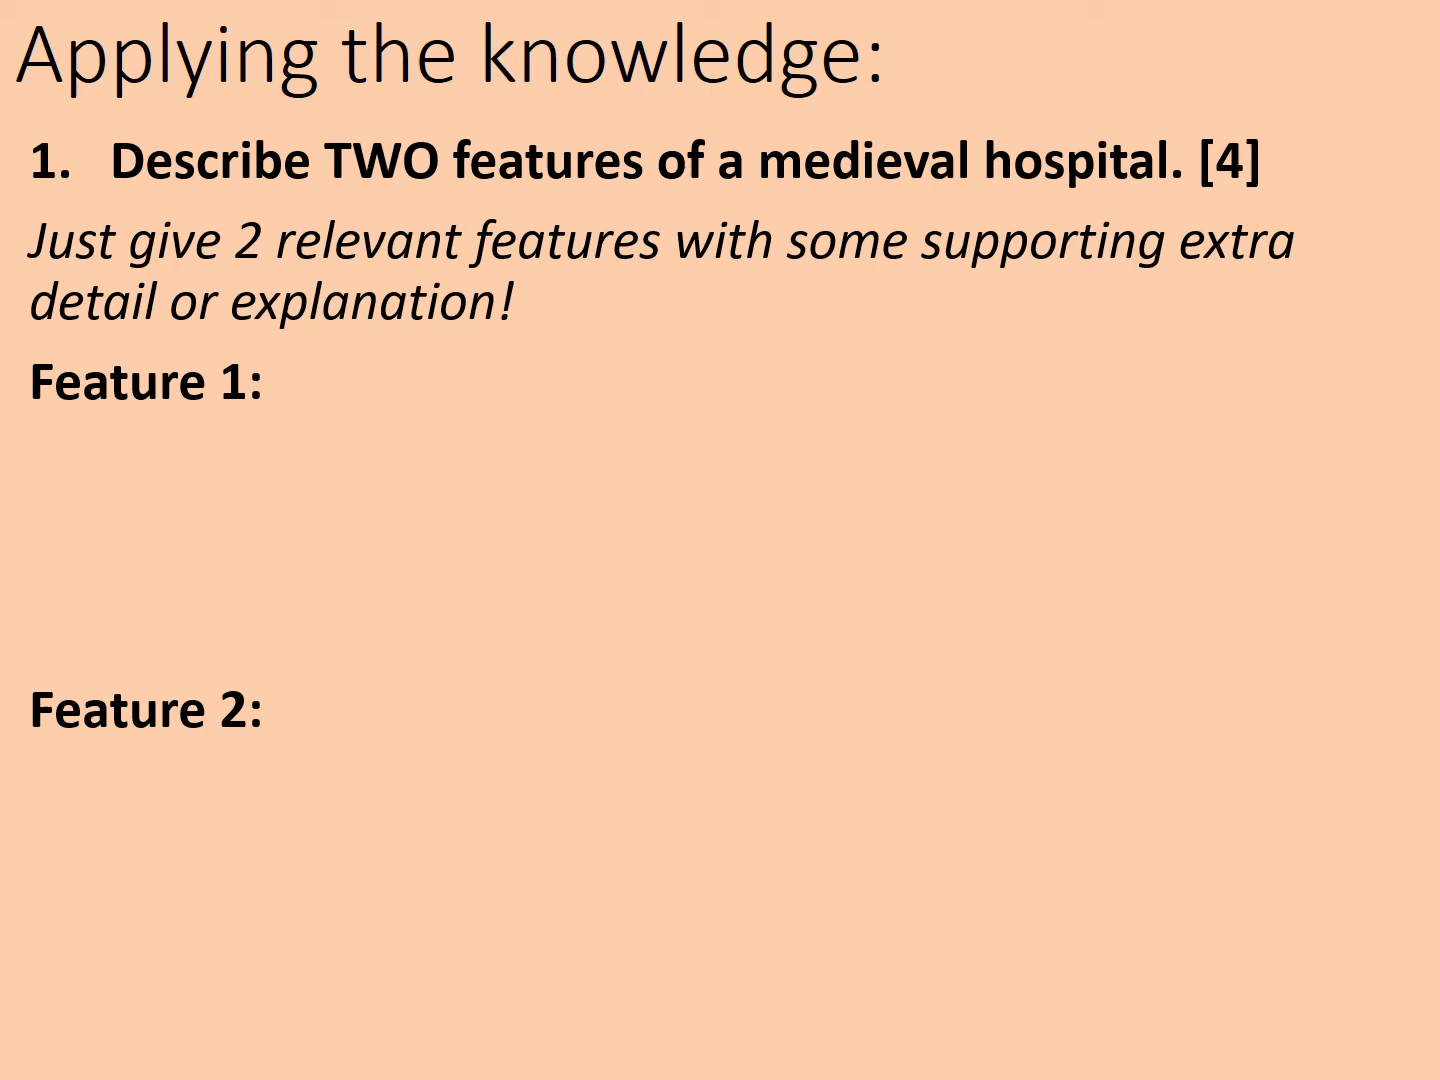 Applying the knowledge:
1. Describe TWO features of a medieval hospital. [4]
Just give 2 relevant features with some supporting extra
detail or explanation!
Feature 1:
Feature 2: